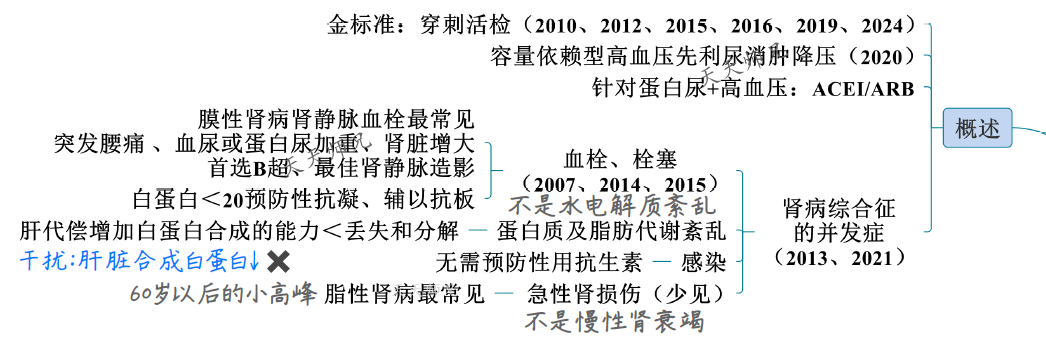 金标准：穿刺活检（2010、2012、2015、2016、2019、2024）
容量依赖型高血压先利尿消肿降压（2020）
针对蛋白尿+高血压：ACEI/ARB
概述
膜性肾病肾静脉血栓最常见
突发腰痛 、血尿或蛋白尿加重、肾脏增大
首选B超、最佳肾静脉造影
白蛋白＜20预防性抗凝、辅以抗板
血栓、栓塞
（2007、2014、2015）
不是水电解质紊乱
肝代偿增加白蛋白合成的能力＜丢失和分解
蛋白质及脂肪代谢紊乱
干扰:肝脏合成白蛋白↓ ✖
无需预防性用抗生素
感染
60岁以后的小高峰
脂性肾病最常见
急性肾损伤（少见）
不是慢性肾衰竭
肾病综合征
的并发症
（2013、2021）